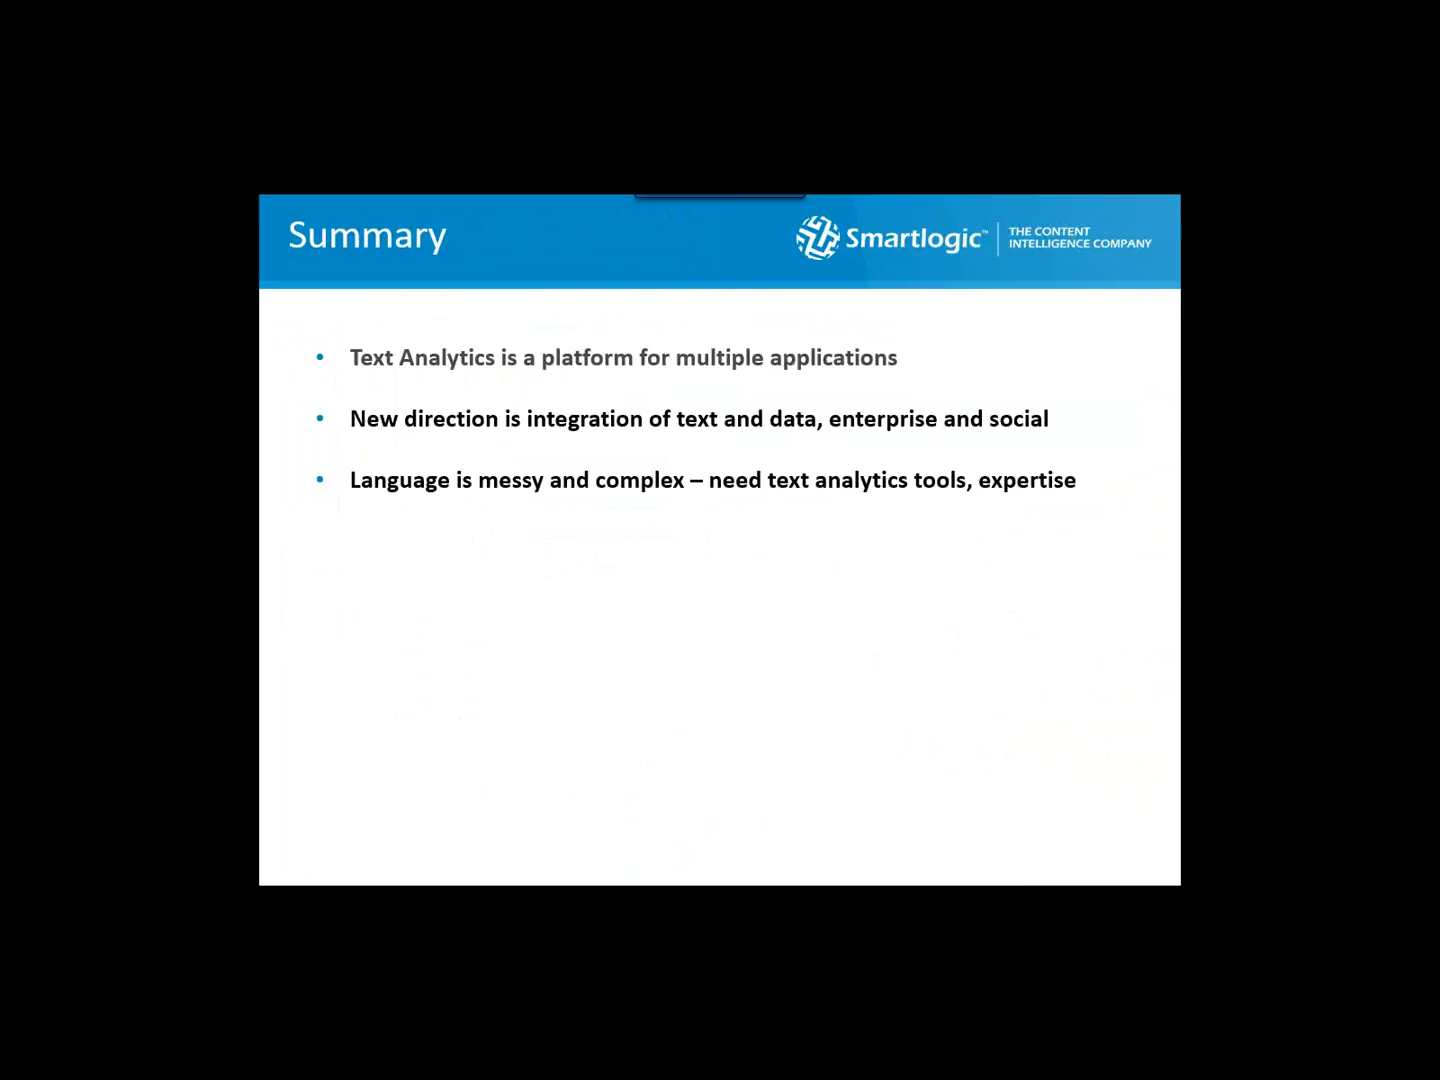 Summary
Smartlogic™
THE CONTENT
INTELLIGENCE COMPANY
• Text Analytics is a platform for multiple applications
• New direction is integration of text and data, enterprise and social
• Language is messy and complex – need text analytics tools, expertise